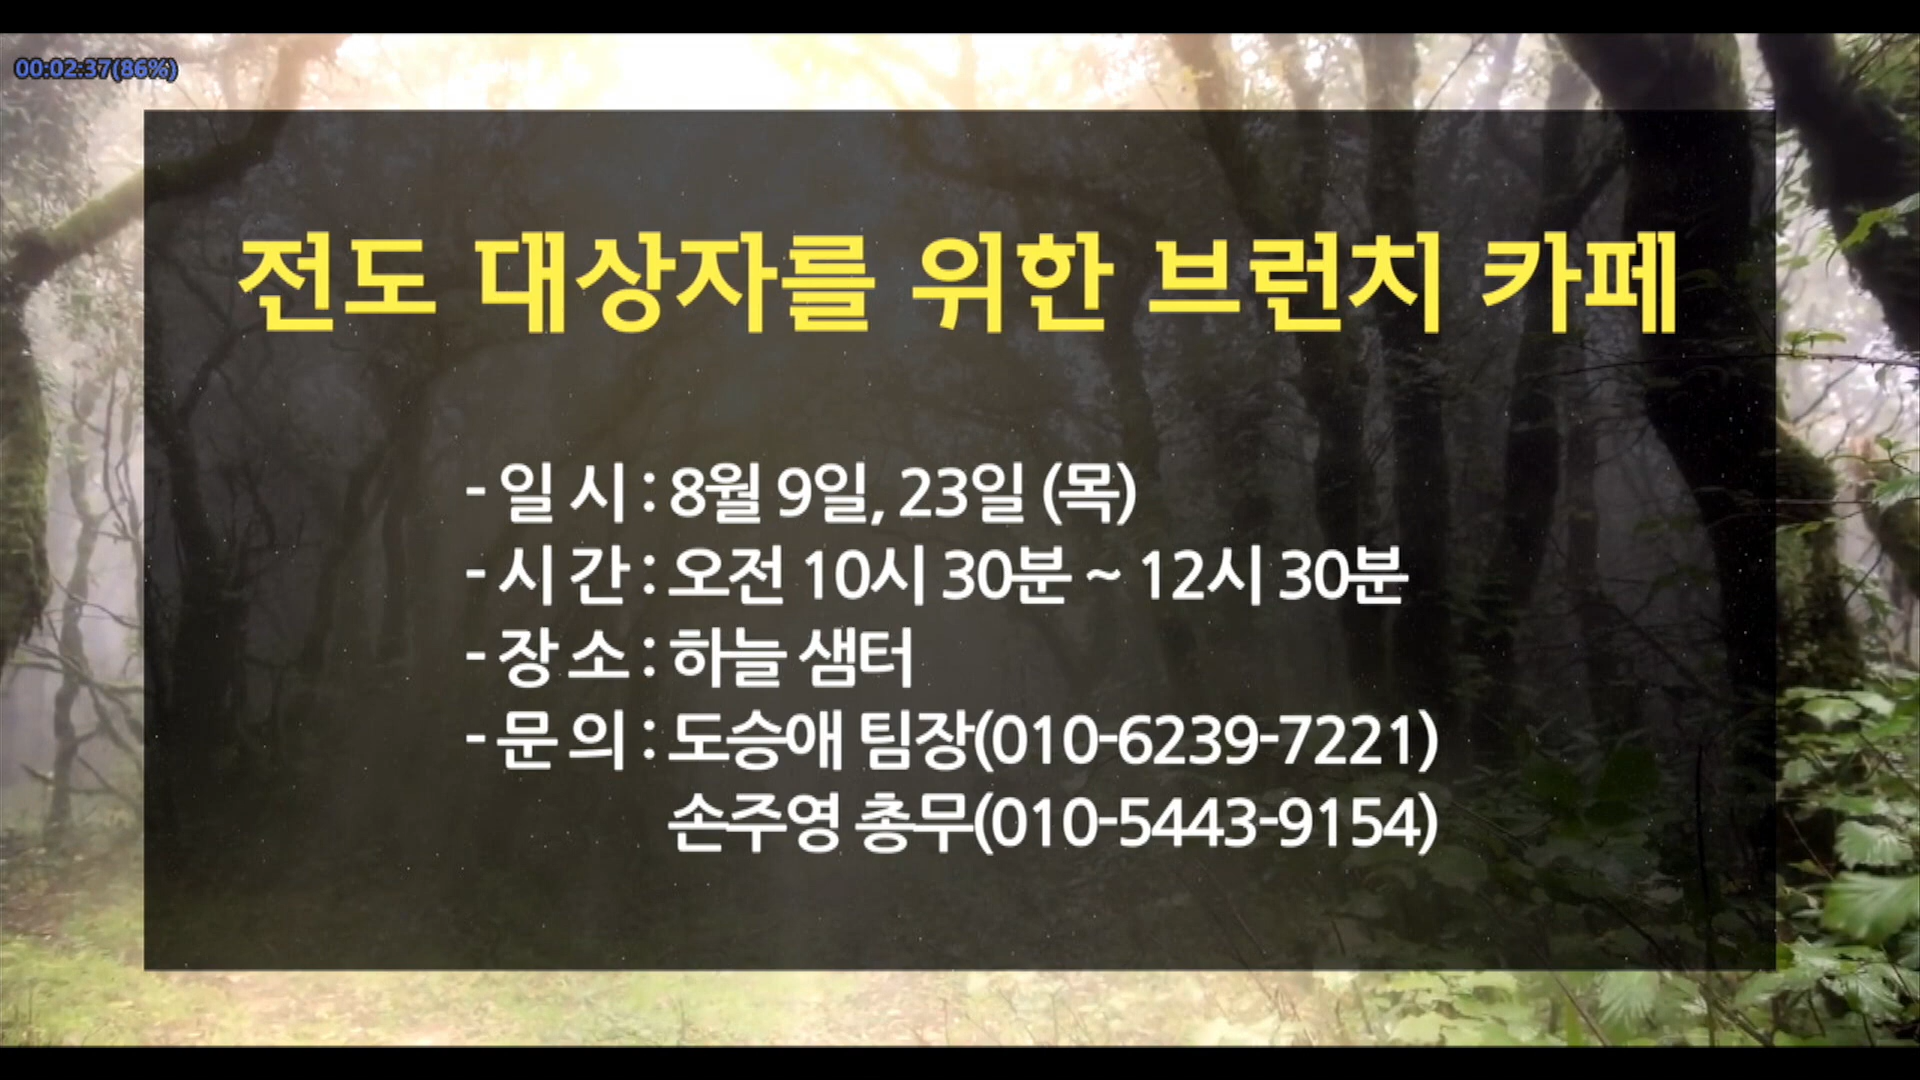 00:02:37(86%)
전도 대상자를 위한 브런치 카페
- 일 시 : 8월 9일, 23일 (목)
- 시 간 : 오전 10시 30분 ~ 12시 30분
- 장 소 : 하늘 샘터
- 문 의 : 도승애 팀장(010-6239-7221)
손주영 총무(010-5443-9154)